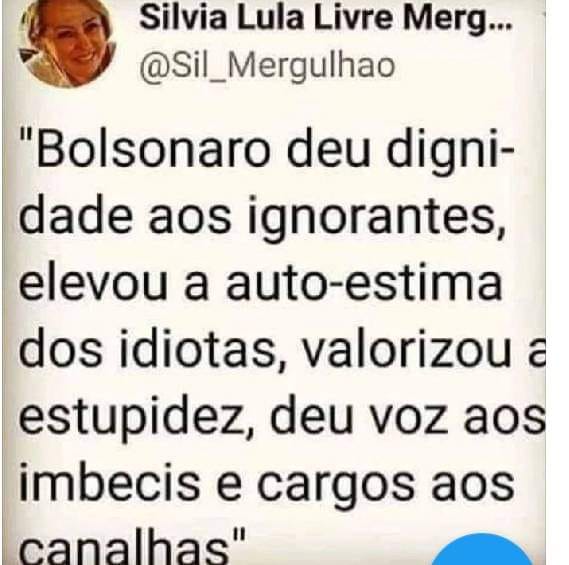 Silvia Lula Livre Merg...
@Sil_Mergulhao
"Bolsonaro deu digni-
dade aos ignorantes,
elevou a auto-estima
dos idiotas, valorizou a
estupidez, deu voz aos
imbecis e cargos aos
canalhas"